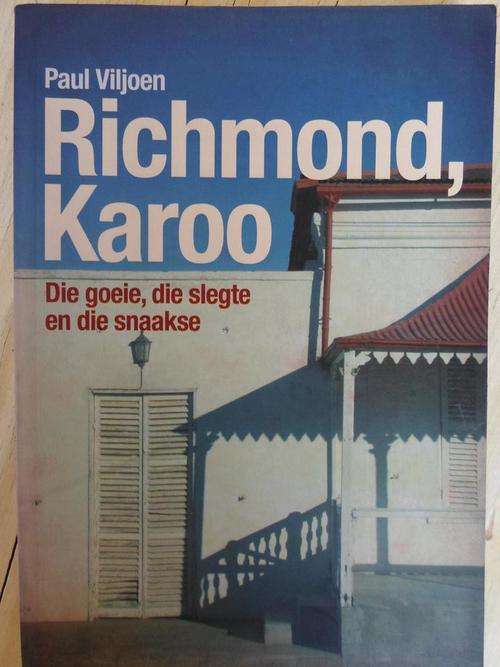 Paul Viljoen
Richmond,
Karoo
Die goeie, die slegte
en die snaakse